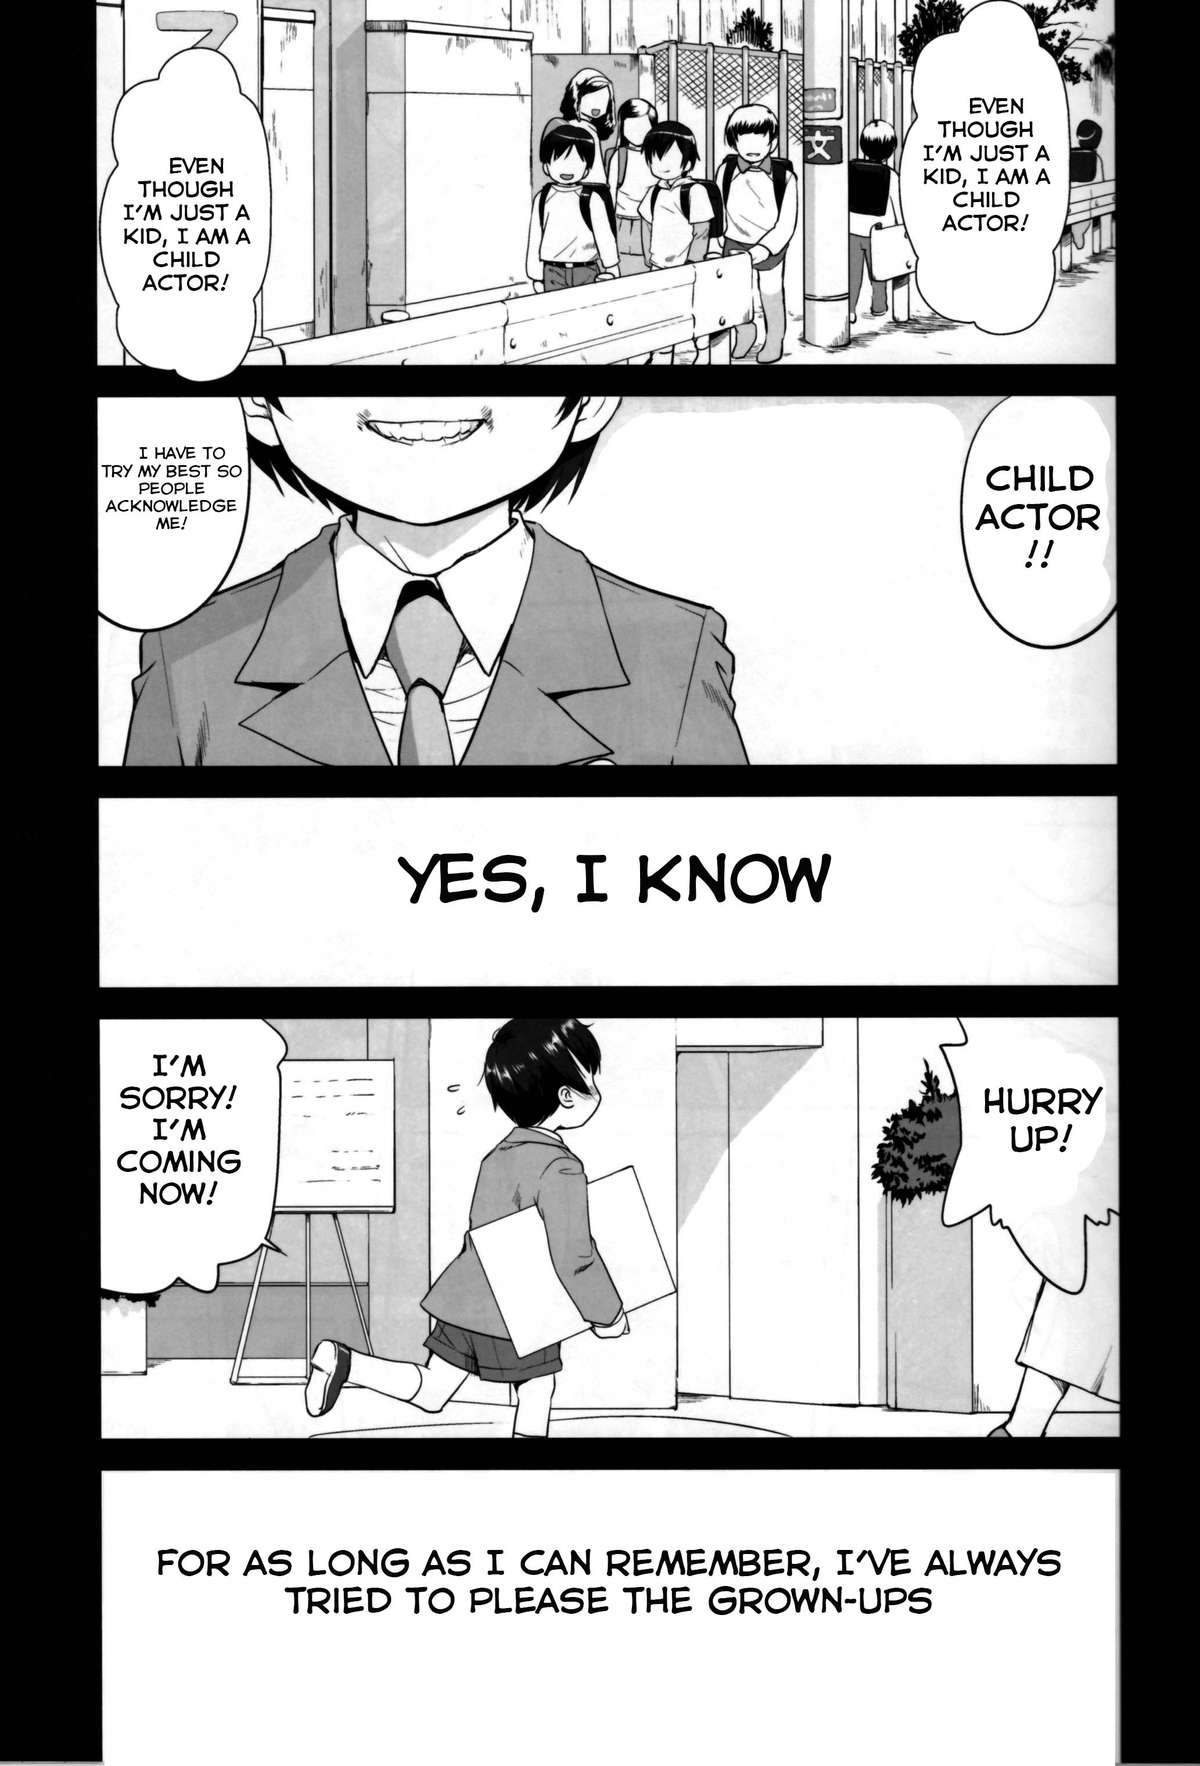 EVEN
THOUGH
I'M JUST A
KID, I AM A
CHILD
ACTOR!
女
EVEN
THOUGH
I'M JUST A
KID, I AM A
CHILD
ACTOR!
CHILD
ACTOR
!!
I HAVE TO
TRY MY BEST SO
PEOPLE
ACKNOWLEDGE
ME!
YES, I KNOW
HURRY
UP!
I'M
SORRY!
I'M
COMING
NOW!
FOR AS LONG AS I CAN REMEMBER, I'VE ALWAYS
TRIED TO PLEASE THE GROWN-UPS